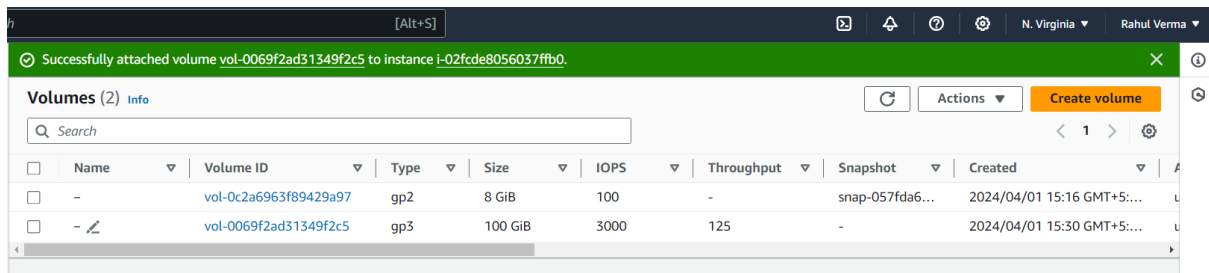 h [Alt+S] N. Virginia ▼ Rahul Verma ▼
Successfully attached volume vol-0069f2ad31349f2c5 to instance i-02fcde8056037ffb0.
Volumes (2) Info Actions ▼ Create volume
Search 1
Name Volume ID Type Size IOPS Throughput Snapshot Created
– vol-0c2a6963f89429a97 gp2 8 GiB 100 - snap-057fda6... 2024/04/01 15:16 GMT+5:...
– vol-0069f2ad31349f2c5 gp3 100 GiB 3000 125 - 2024/04/01 15:30 GMT+5:...